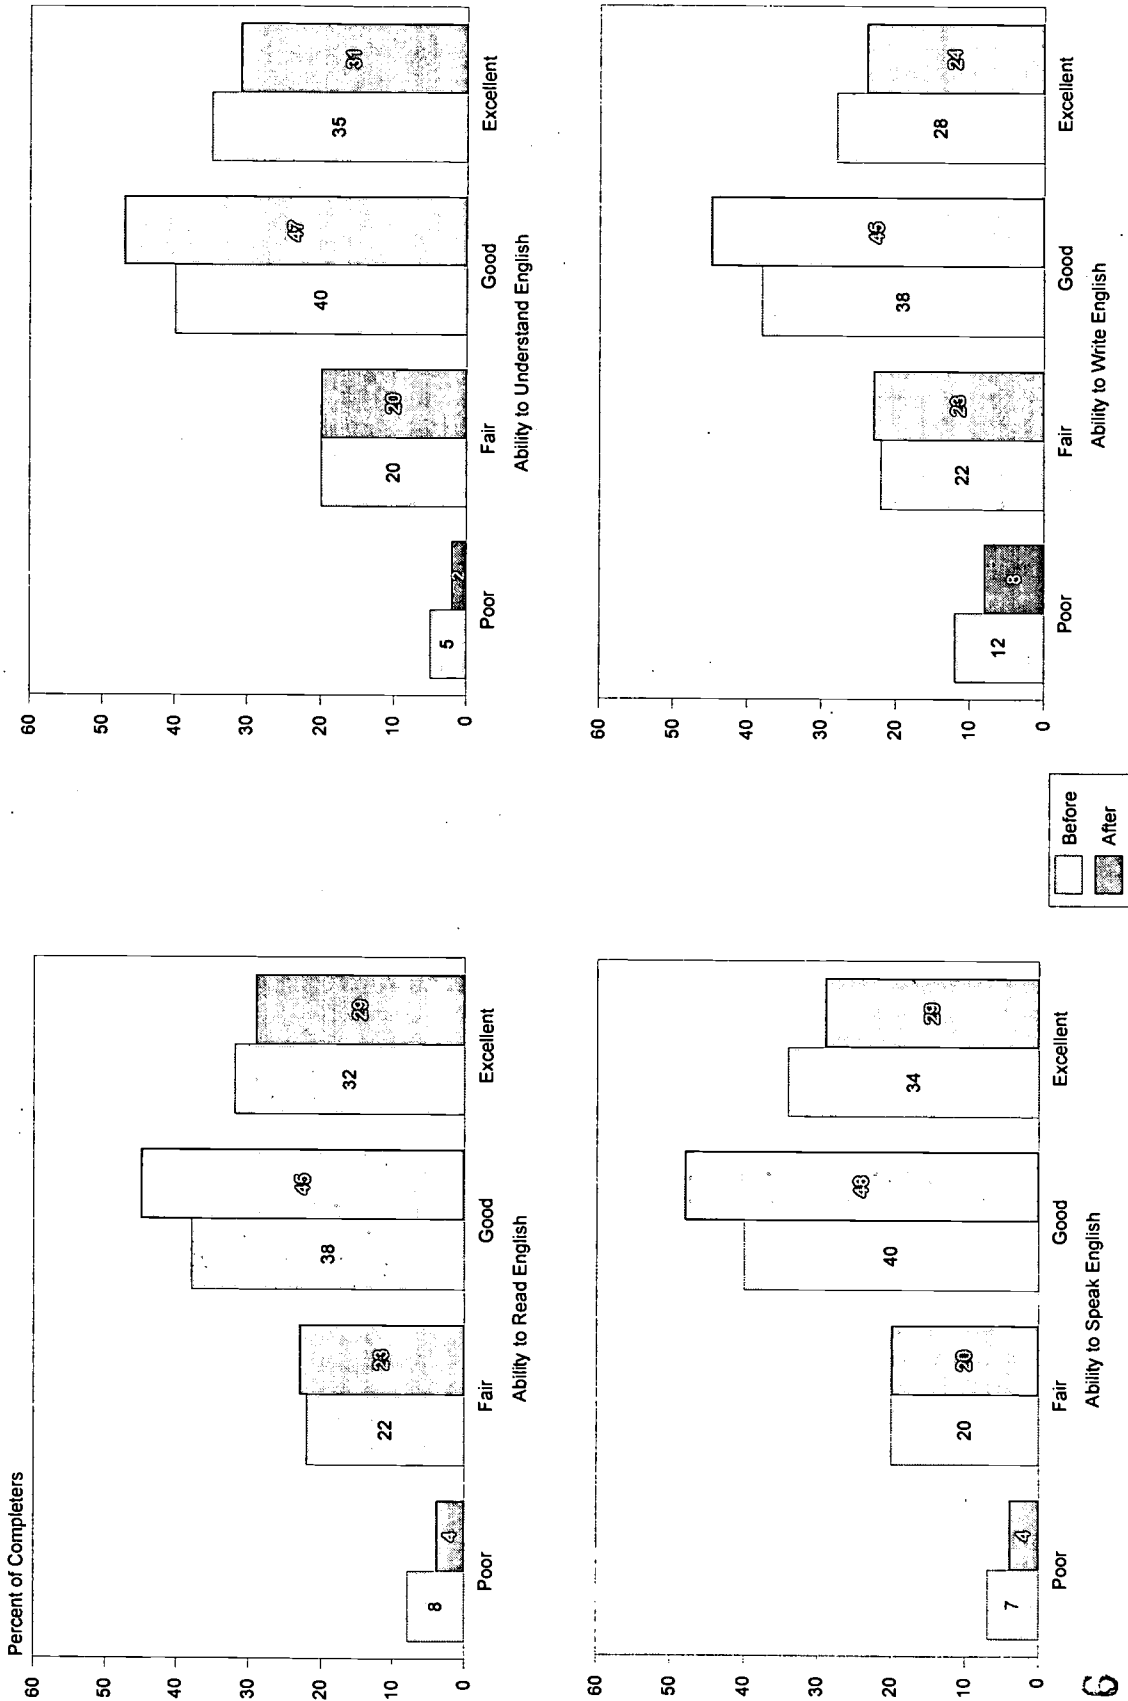 Percent of Completers
60
50
40
30
20
10
0
8
4
22
23
38
45
32
29
Poor
Fair
Good
Excellent
Ability to Read English
60
50
40
30
20
10
0
5
2
20
20
40
47
35
31
Poor
Fair
Good
Excellent
Ability to Understand English
60
50
40
30
20
10
0
7
4
20
20
40
48
34
29
Poor
Fair
Good
Excellent
Ability to Speak English
60
50
40
30
20
10
0
12
8
22
23
38
45
28
24
Poor
Fair
Good
Excellent
Ability to Write English
Before
After